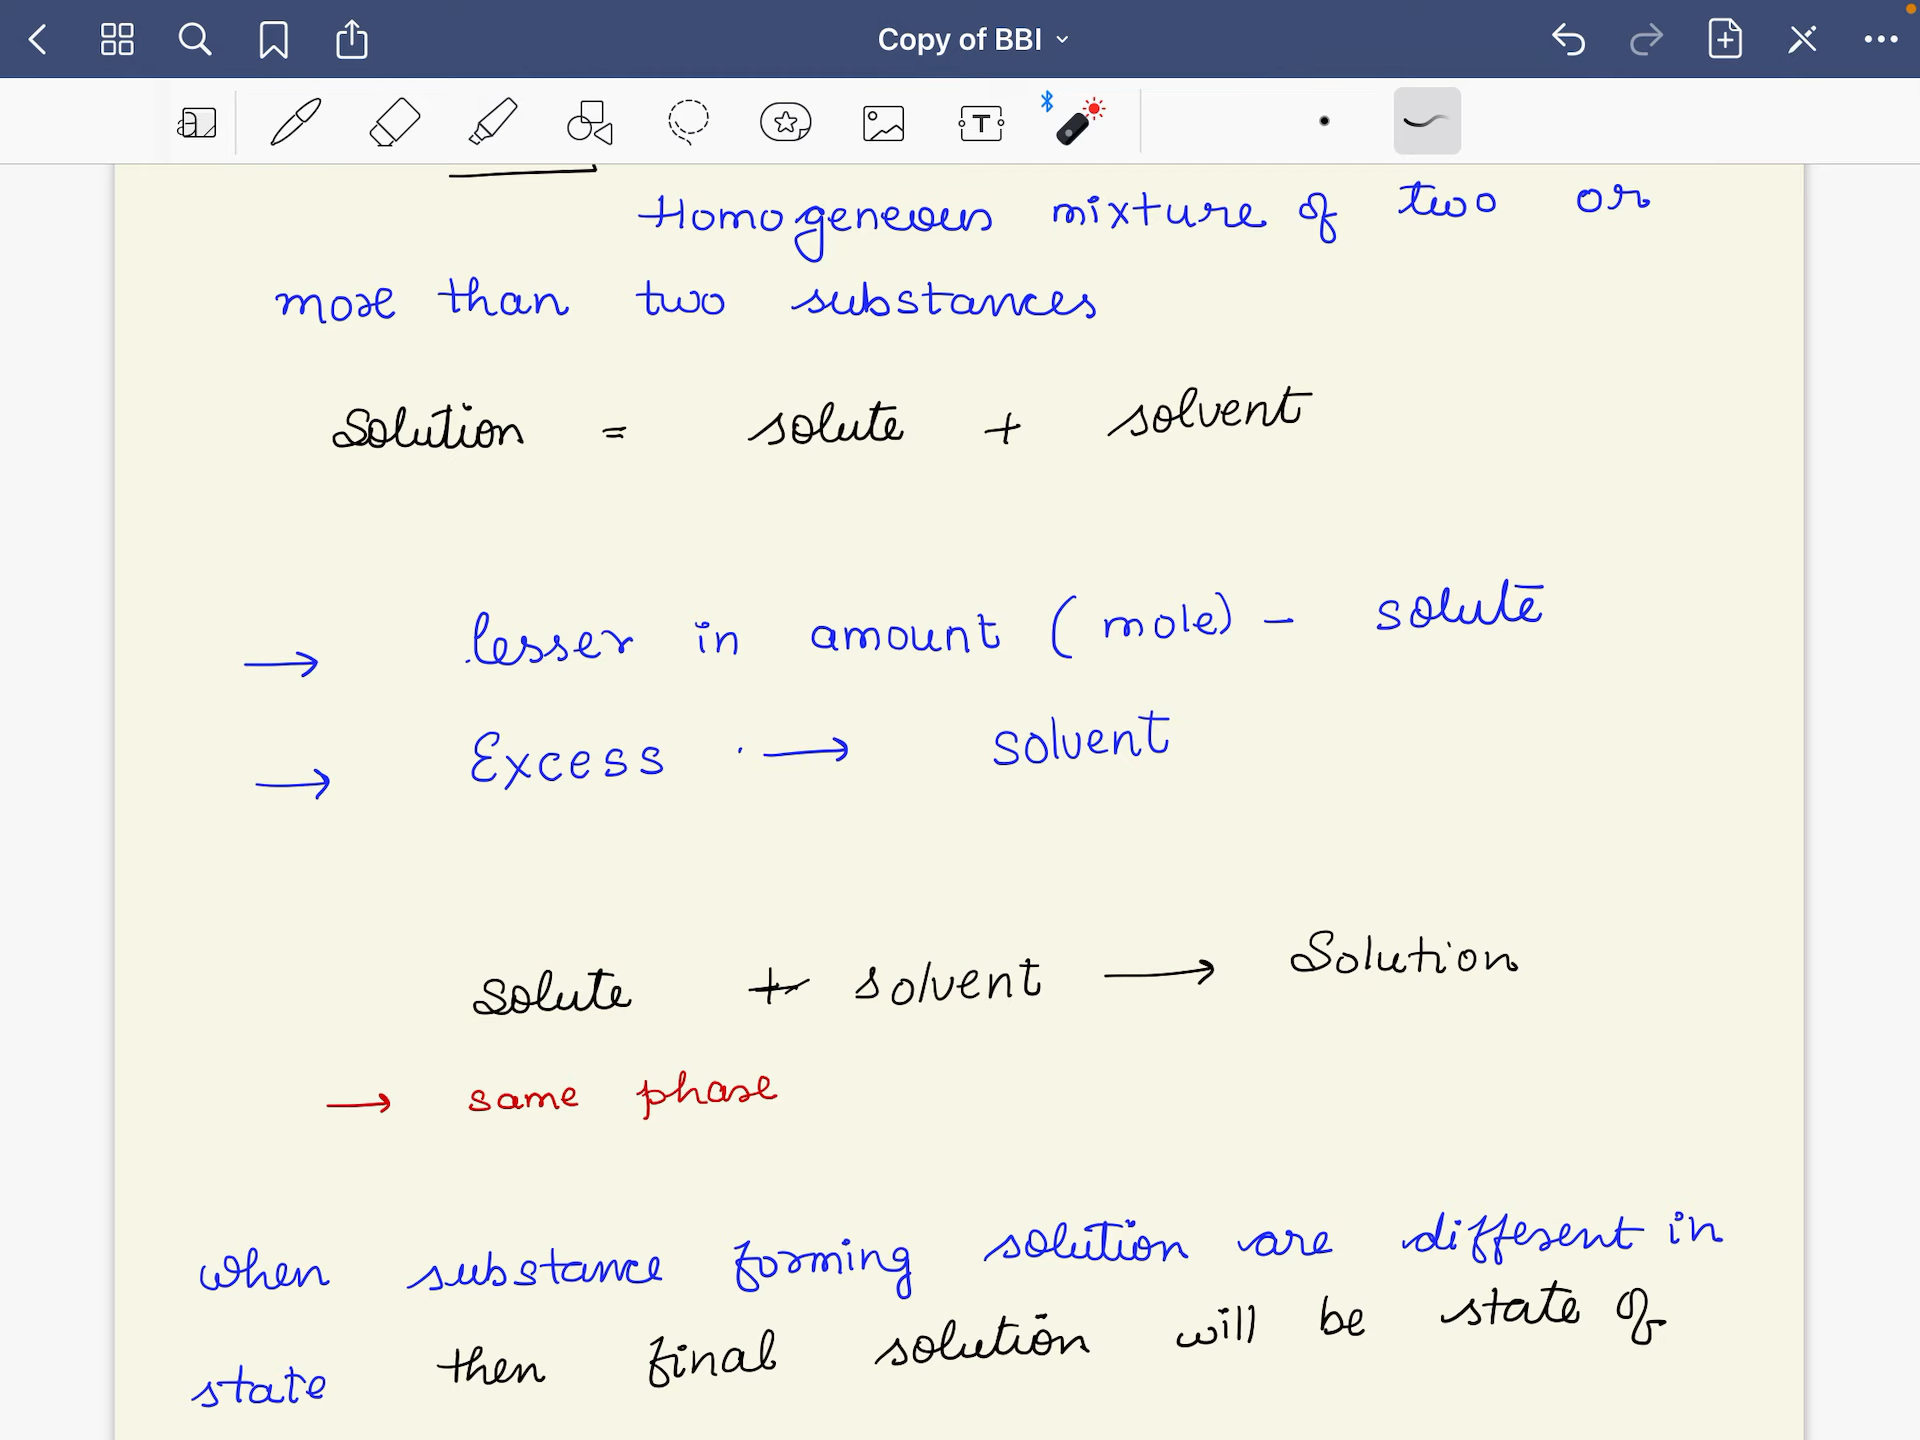 Copy of BBI
Homogeneous mixture of two or
more than two substances
Solution = solute + solvent
→ lesser in amount (mole) - solute
→ Excess → solvent
Solute + solvent → Solution
→ same phase
when substance forming solution are different in
state then final solution will be state of